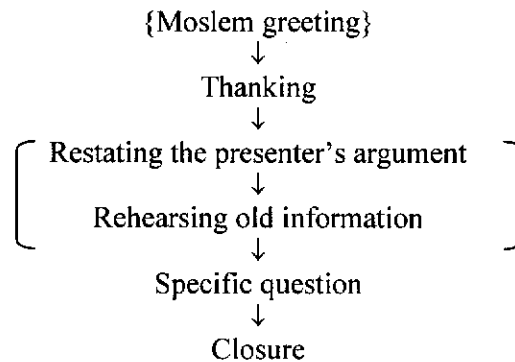 {Moslem greeting}
↓
Thanking
↓
Restating the presenter's argument
↓
Rehearsing old information
↓
Specific question
↓
Closure